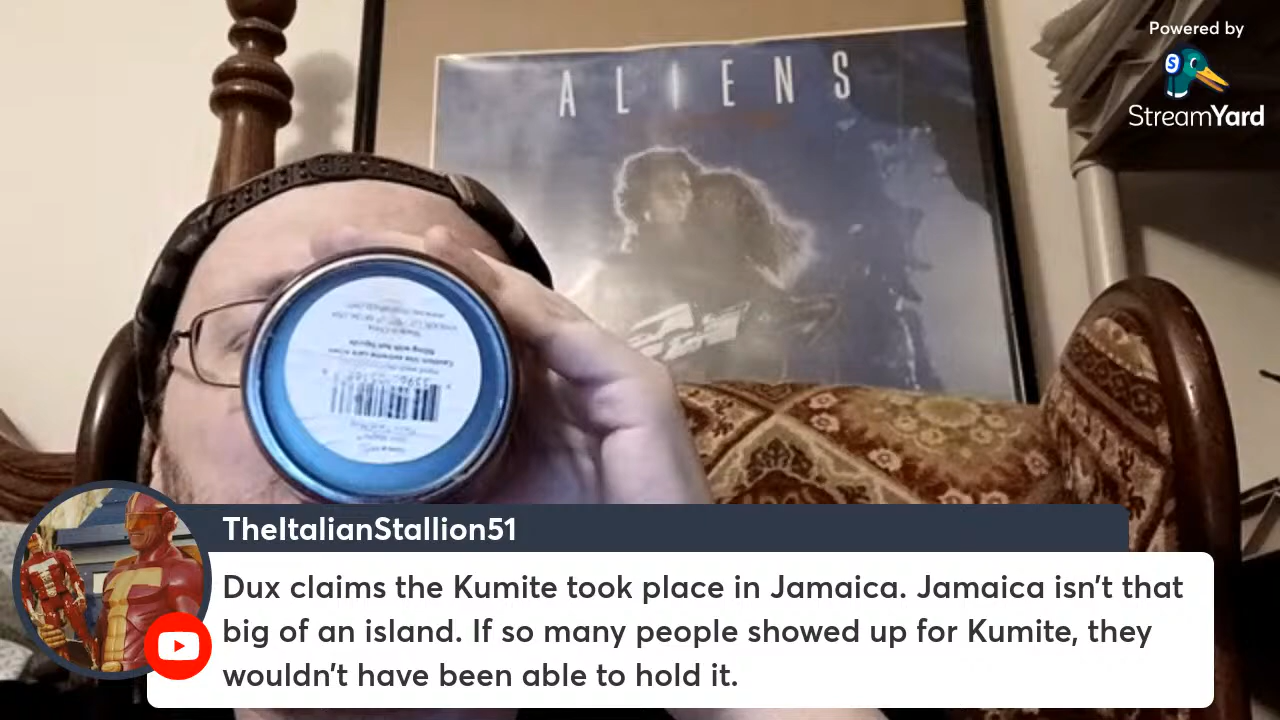 Powered by
StreamYard
ALIENS
TheItalianStallion51
Dux claims the Kumite took place in Jamaica. Jamaica isn't that
big of an island. If so many people showed up for Kumite, they
wouldn't have been able to hold it.